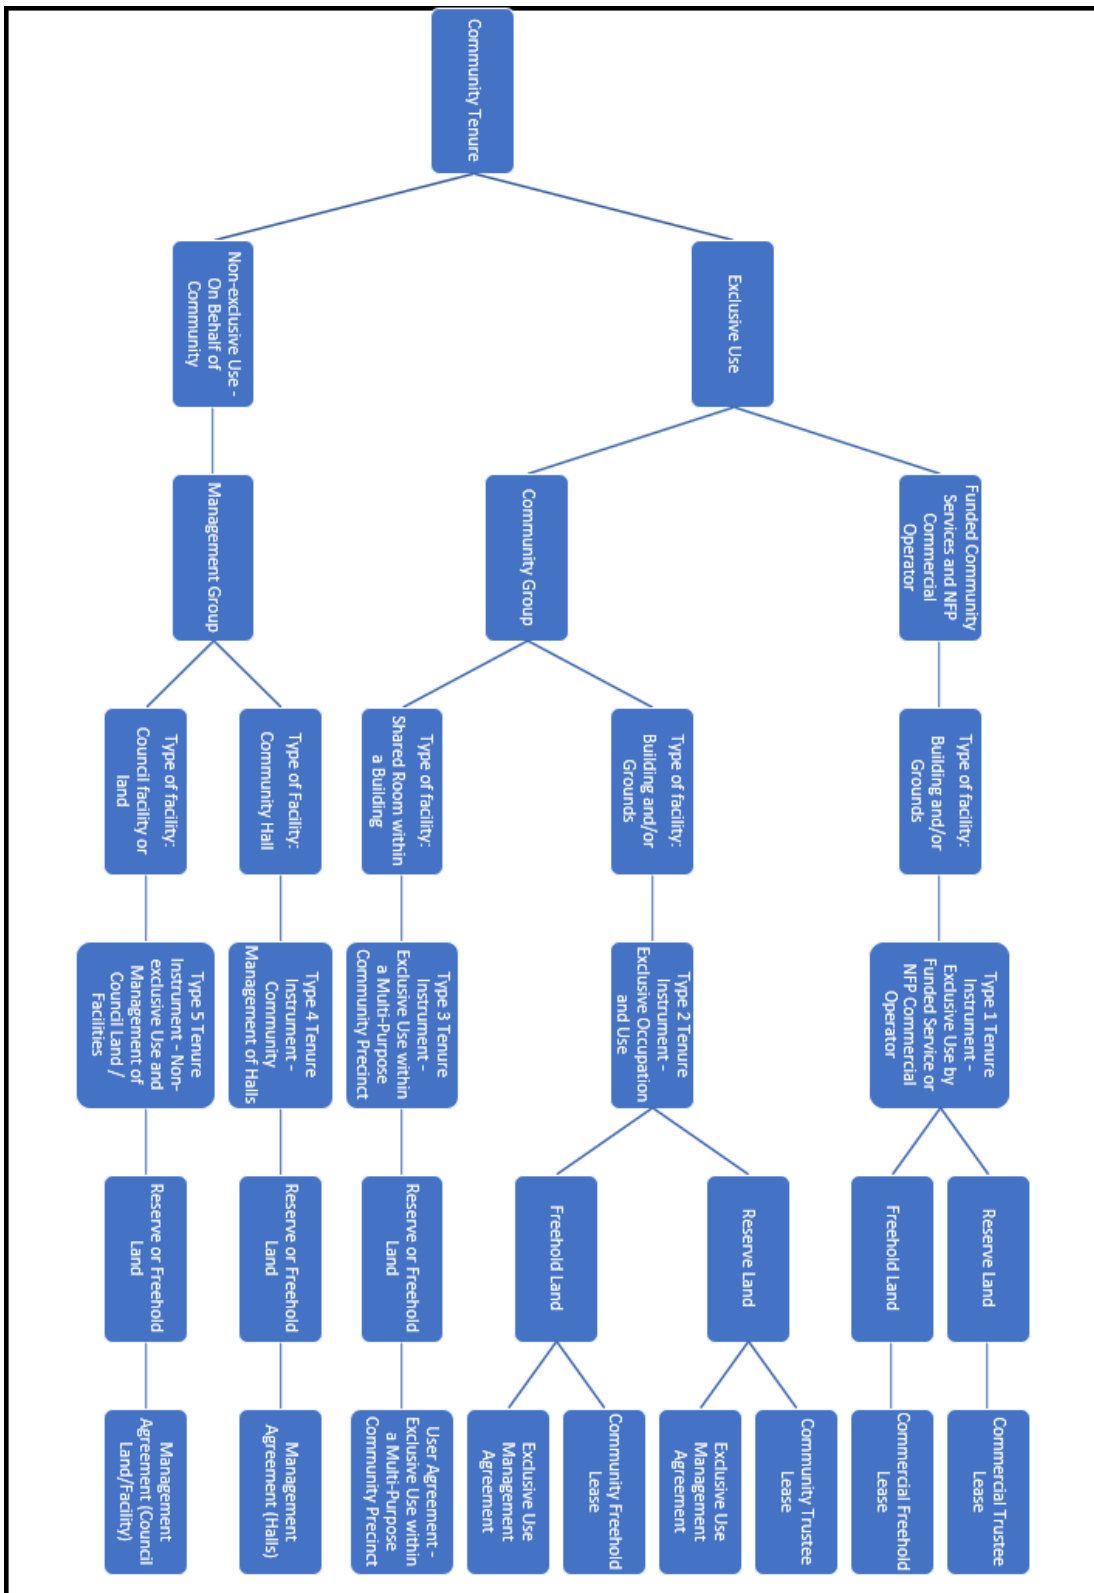 Community Tenure
Non-exclusive Use -
On Behalf of
Community
Exclusive Use
Management Group
Community Group
Funded Community
Services and NFP
Commercial
Operator
Type of facility:
Council facility or
land
Type of Facility:
Community Hall
Type of facility:
Shared Room within
a Building
Type of facility:
Building and/or
Grounds
Type of facility:
Building and/or
Grounds
Type 5 Tenure
Instrument - Non-
exclusive Use and
Management of
Council Land /
Facilities
Type 4 Tenure
Instrument -
Community
Management of Halls
Type 3 Tenure
Instrument -
Exclusive Use within
a Multi-Purpose
Community Precinct
Type 2 Tenure
Instrument -
Exclusive Occupation
and Use
Type 1 Tenure
Instrument -
Exclusive Use by
Funded Service or
NFP Commercial
Operator
Reserve or Freehold
Land
Reserve or Freehold
Land
Reserve or Freehold
Land
Freehold Land
Reserve Land
Freehold Land
Reserve Land
Management
Agreement (Council
Land/Facility)
Management
Agreement (Halls)
User Agreement -
Exclusive Use within
a Multi-Purpose
Community Precinct
Exclusive Use
Management
Agreement
Community Freehold
Lease
Exclusive Use
Management
Agreement
Community Trustee
Lease
Commercial Freehold
Lease
Commercial Trustee
Lease